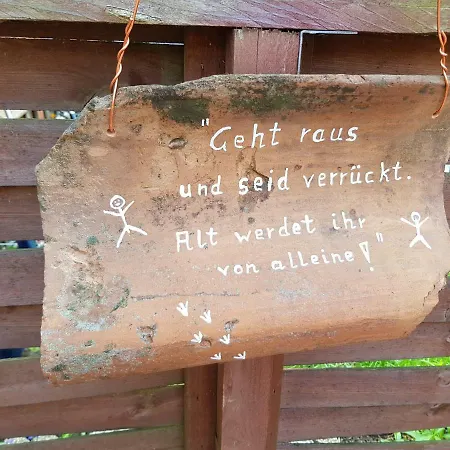 "Geht raus
und seid verrückt.
Alt werdet ihr
von alleine!"